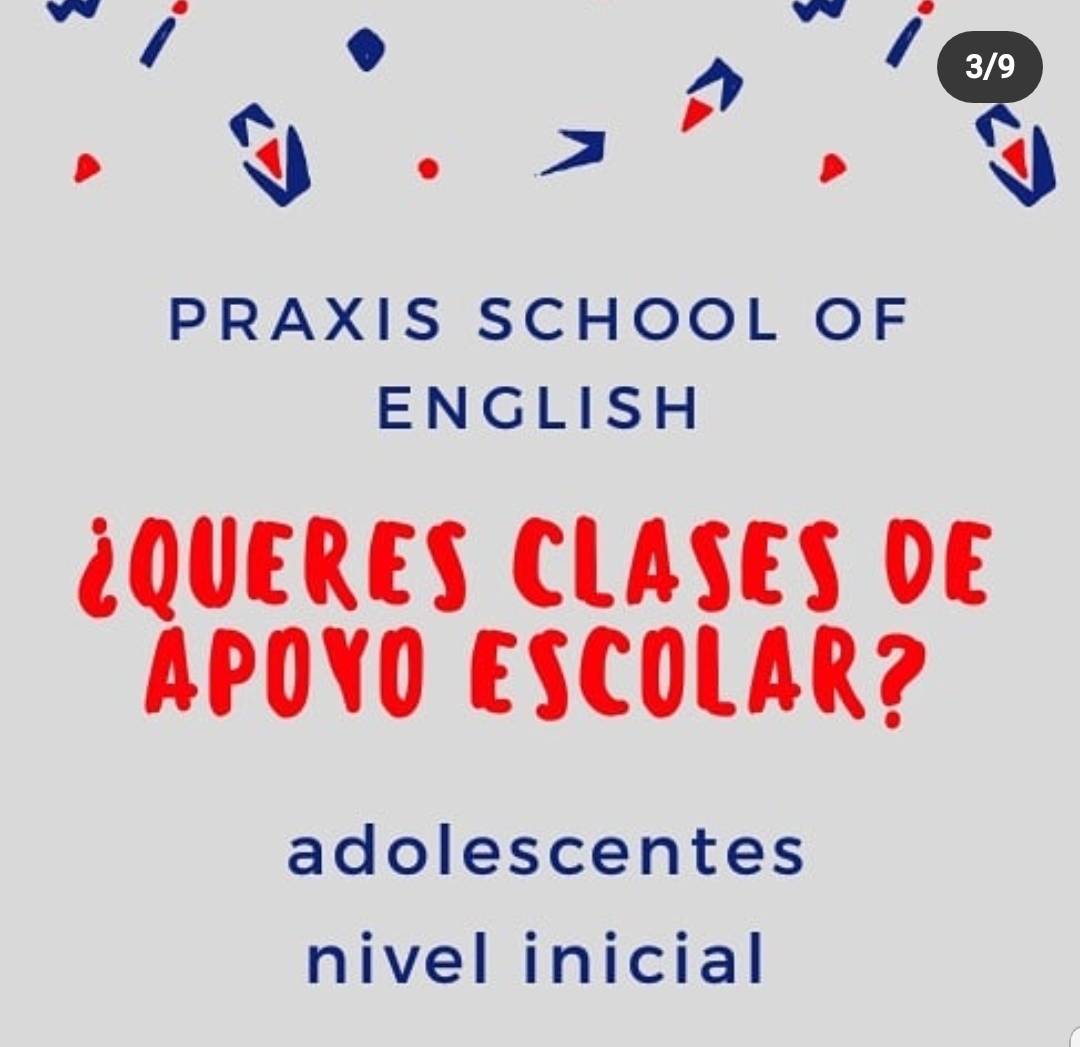 3/9
PRAXIS SCHOOL OF
ENGLISH
¿QUERES CLASES DE
APOYO ESCOLAR?
adolescentes
nivel inicial